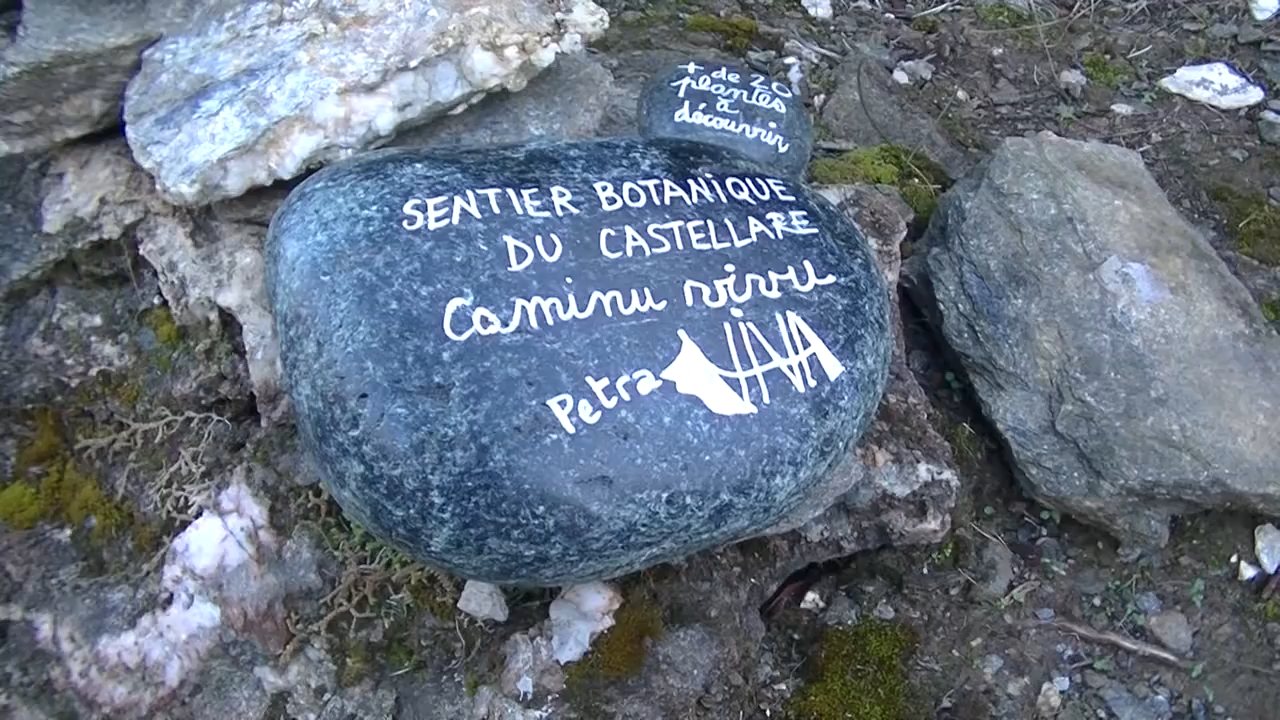 + de 20
plantes
à
découvrir
SENTIER BOTANIQUE
DU CASTELLARE
Caminu vivu
Petra VIVA